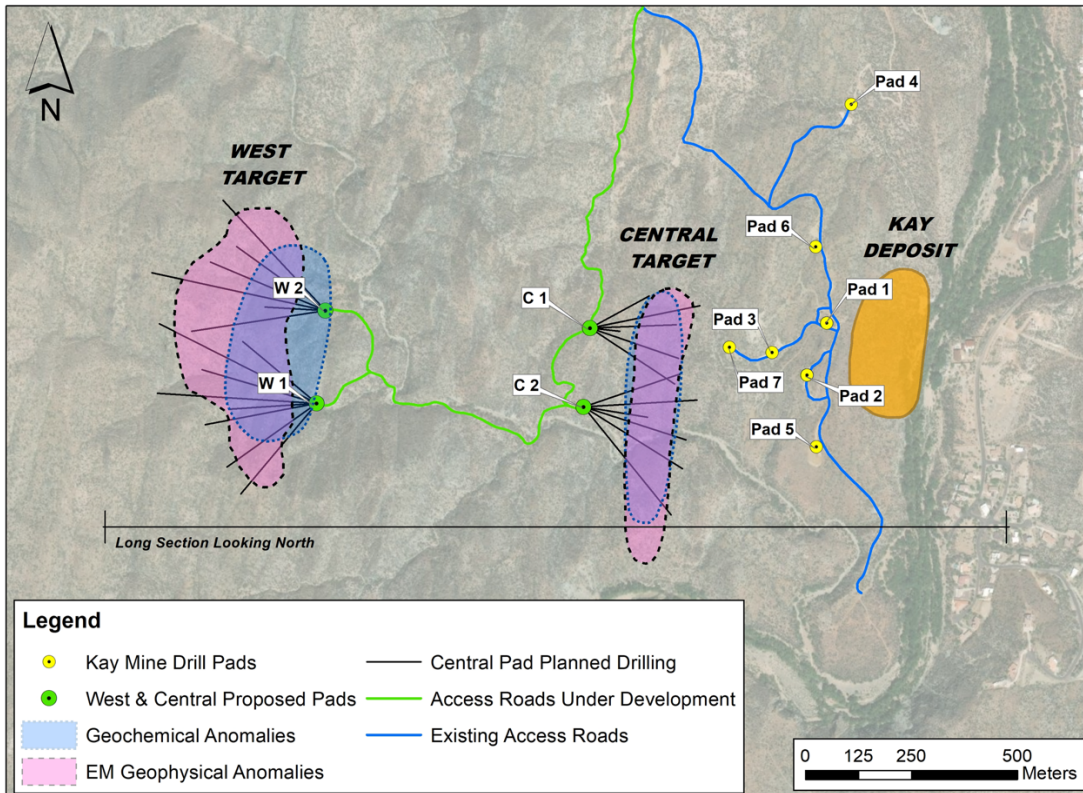 N
WEST
TARGET
W 2
W 1
C 1
C 2
CENTRAL
TARGET
Pad 4
Pad 6
KAY
DEPOSIT
Pad 1
Pad 3
Pad 7
Pad 2
Pad 5
Long Section Looking North
Legend
Kay Mine Drill Pads
West & Central Proposed Pads
Geochemical Anomalies
EM Geophysical Anomalies
Central Pad Planned Drilling
Access Roads Under Development
Existing Access Roads
0 125 250 500
Meters